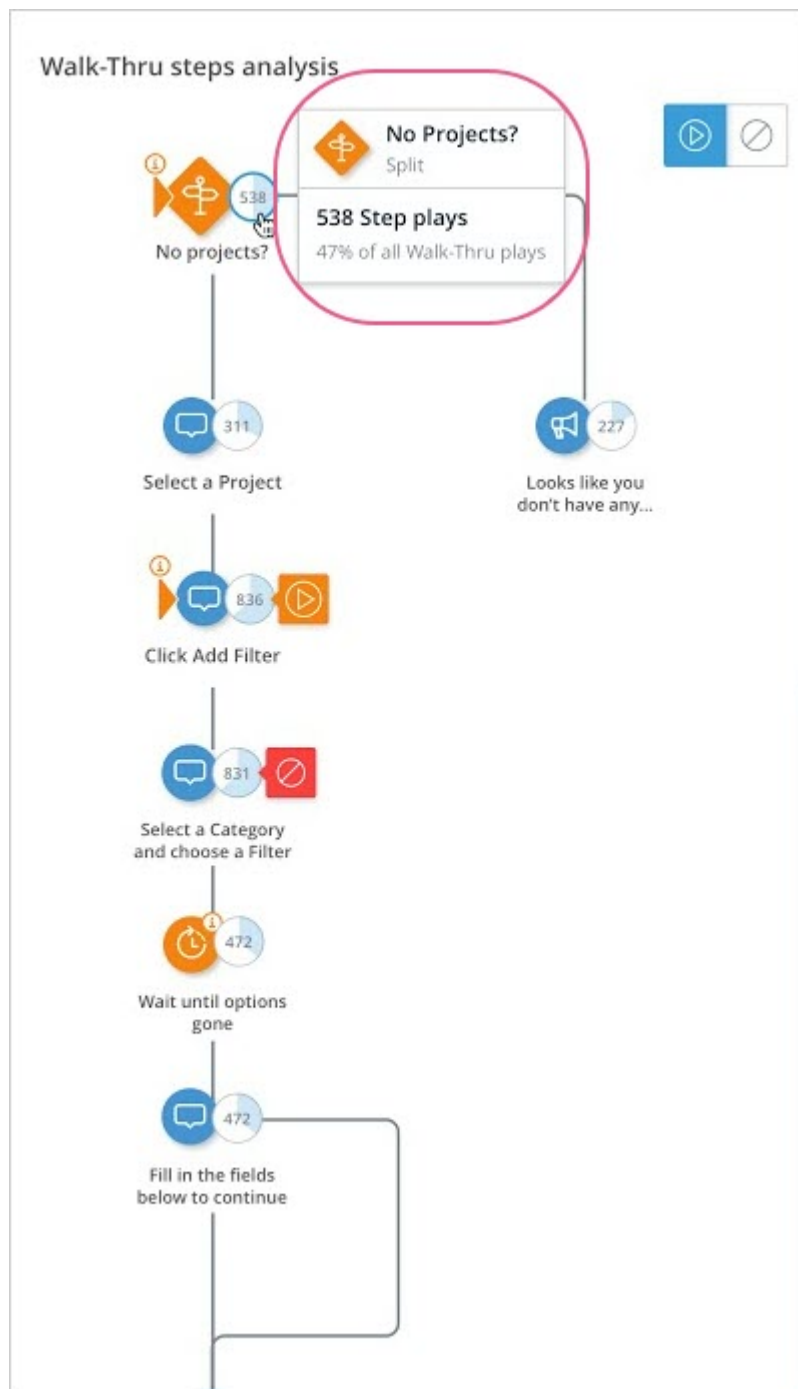 Walk-Thru steps analysis
No Projects?
Split
538
538 Step plays
47% of all Walk-Thru plays
No projects?
311
227
Select a Project
Looks like you
don't have any...
836
Click Add Filter
831
Select a Category
and choose a Filter
472
Wait until options
gone
472
Fill in the fields
below to continue